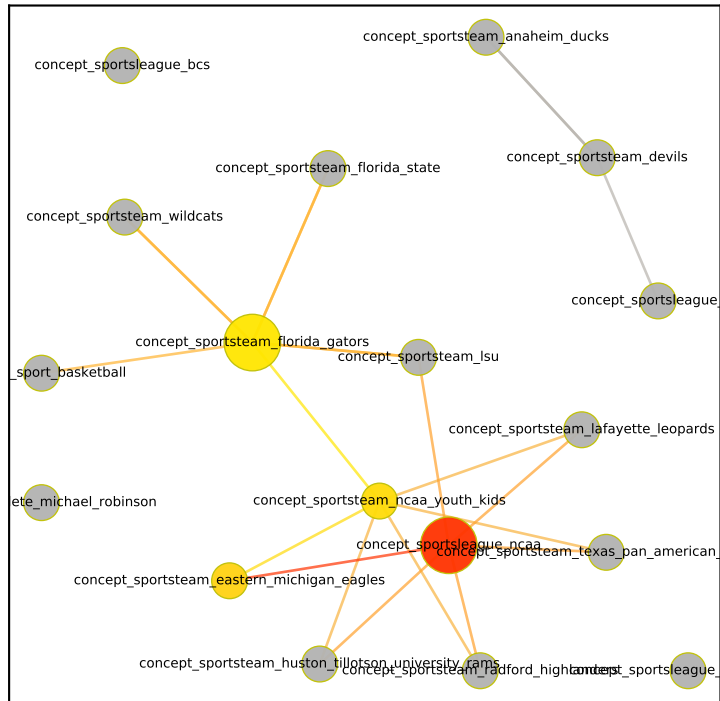 concept_sportsteam_anaheim_ducks
concept_sportsleague_bcs
concept_sportsteam_devils
concept_sportsteam_florida_state
concept_sportsteam_wildcats
concept_sportsleague_
concept_sportsteam_florida_gators
concept_sportsteam_lsu
_sport_basketball
concept_sportsteam_lafayette_leopards
concept_sportsteam_ncaa_youth_kids
ete_michael_robinson
concept_sportsleague_ncaa
concept_sportsteam_texas_pan_american_
concept_sportsteam_eastern_michigan_eagles
concept_sportsteam_huston_tillotson_university_rams
concept_sportsteam_radford_highlanders
concept_sportsleague_